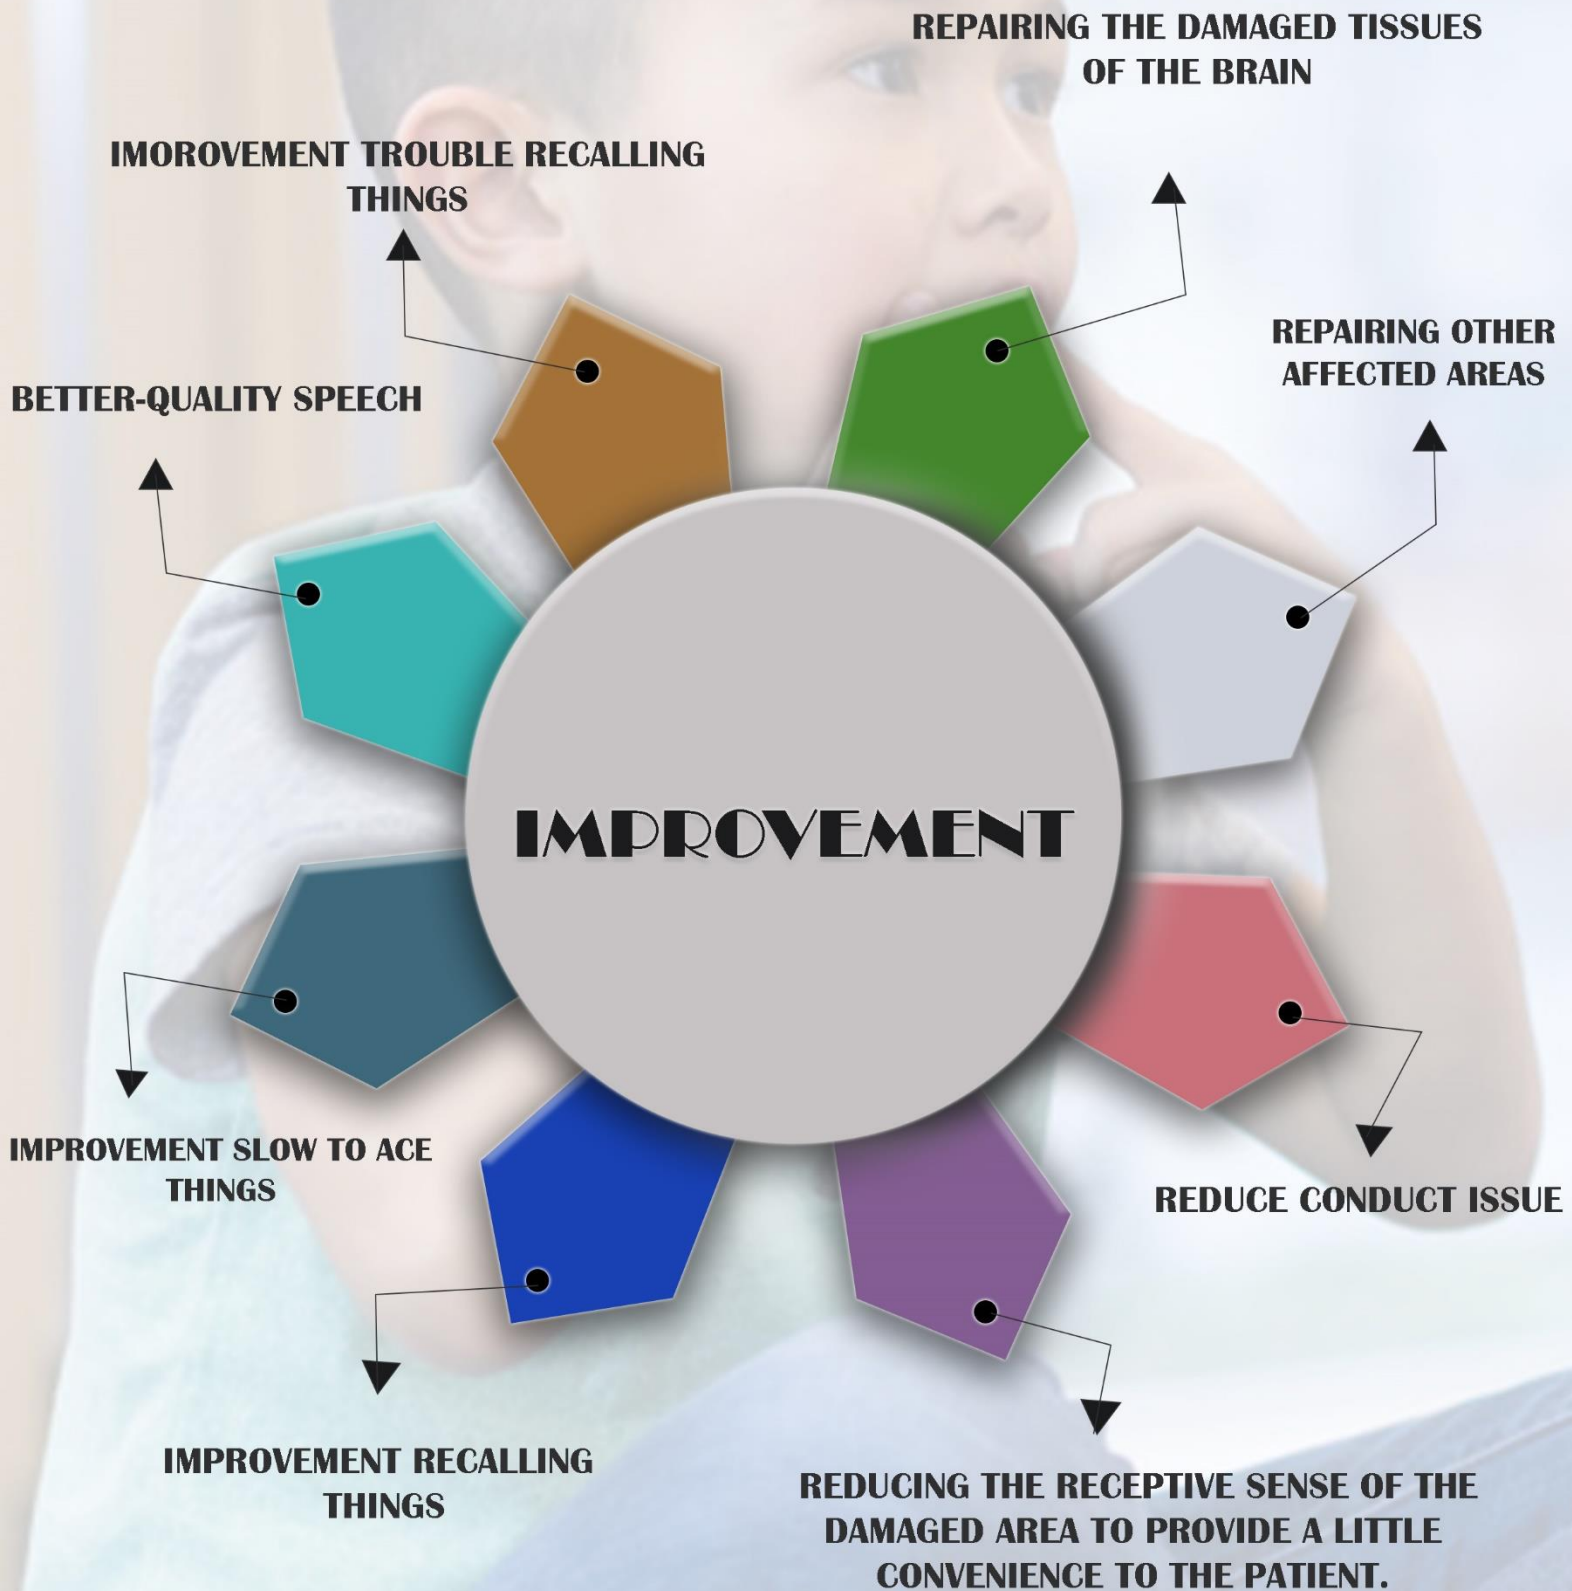 REPAIRING THE DAMAGED TISSUES
OF THE BRAIN
IMOROVEMENT TROUBLE RECALLING
THINGS
REPAIRING OTHER
AFFECTED AREAS
BETTER-QUALITY SPEECH
IMPROVEMENT
IMPROVEMENT SLOW TO ACE
THINGS
REDUCE CONDUCT ISSUE
IMPROVEMENT RECALLING
THINGS
REDUCING THE RECEPTIVE SENSE OF THE
DAMAGED AREA TO PROVIDE A LITTLE
CONVENIENCE TO THE PATIENT.